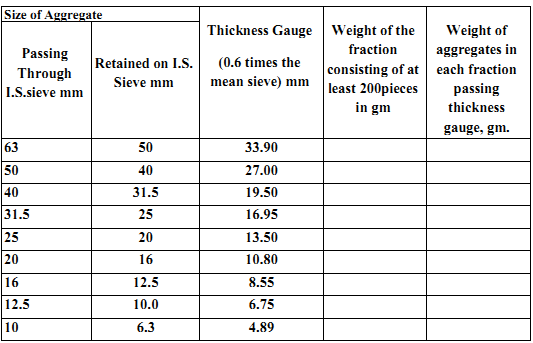 Size of Aggregate
Passing
Through
I.S.sieve mm
Retained on I.S.
Sieve mm
Thickness Gauge
(0.6 times the
mean sieve) mm
Weight of the
fraction
consisting of at
least 200pieces
in gm
Weight of
aggregates in
each fraction
passing
thickness
gauge, gm.
63 50 33.90
50 40 27.00
40 31.5 19.50
31.5 25 16.95
25 20 13.50
20 16 10.80
16 12.5 8.55
12.5 10.0 6.75
10 6.3 4.89